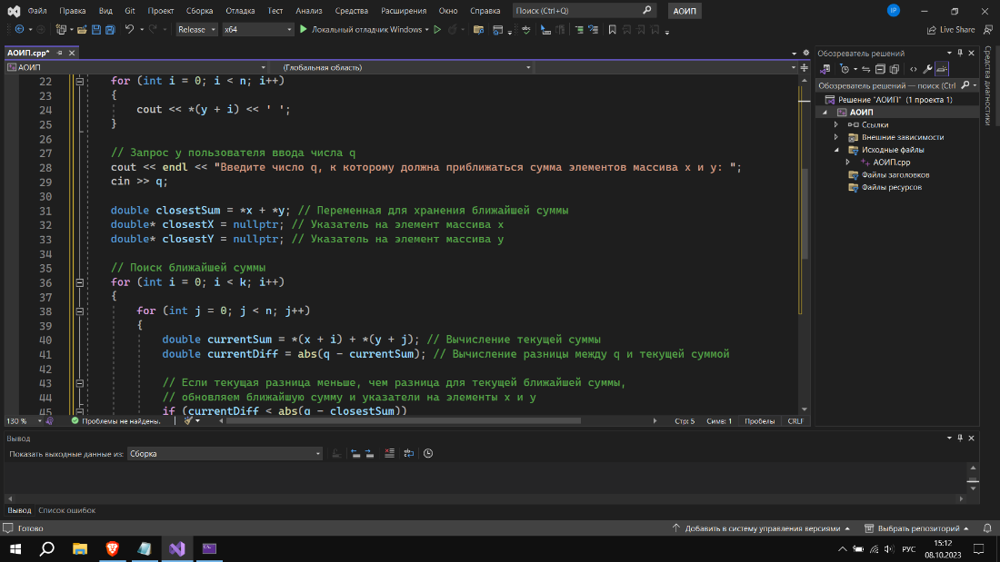 Файл Правка Вид Git Проект Сборка Отладка Тест Анализ Средства Расширения Окно Справка Поиск (Ctrl+Q) АОИП IP
Release x64 Локальный отладчик Windows Live Share
АОИП.cpp*
АОИП (Глобальная область)
22 for (int i = 0; i < n; i++)
23 {
24 cout << *(y + i) << ' ';
25 }
26
27 // Запрос у пользователя ввода числа q
28 cout << endl << "Введите число q, к которому должна приближаться сумма элементов массива x и y: ";
29 cin >> q;
30
31 double closestSum = *x + *y; // Переменная для хранения ближайшей суммы
32 double* closestX = nullptr; // Указатель на элемент массива x
33 double* closestY = nullptr; // Указатель на элемент массива y
34
35 // Поиск ближайшей суммы
36 for (int i = 0; i < k; i++)
37 {
38 for (int j = 0; j < n; j++)
39 {
40 double currentSum = *(x + i) + *(y + j); // Вычисление текущей суммы
41 double currentDiff = abs(q - currentSum); // Вычисление разницы между q и текущей суммой
42
43 // Если текущая разница меньше, чем разница для текущей ближайшей суммы,
44 // обновляем ближайшую сумму и указатели на элементы x и y
45 if (currentDiff < abs(q - closestSum))
130 % Проблемы не найдены. Стр: 5 Симв: 1 Пробелы CRLF
Обозреватель решений
Обозреватель решений — поиск (Ctrl
Решение "АОИП" (1 проекта 1)
АОИП
Ссылки
Внешние зависимости
Исходные файлы
АОИП.cpp
Файлы заголовков
Файлы ресурсов
Средства диагностики
Вывод
Показать выходные данные из: Сборка
Вывод Список ошибок
Готово Добавить в систему управления версиями Выбрать репозиторий
РУС 15:12
08.10.2023